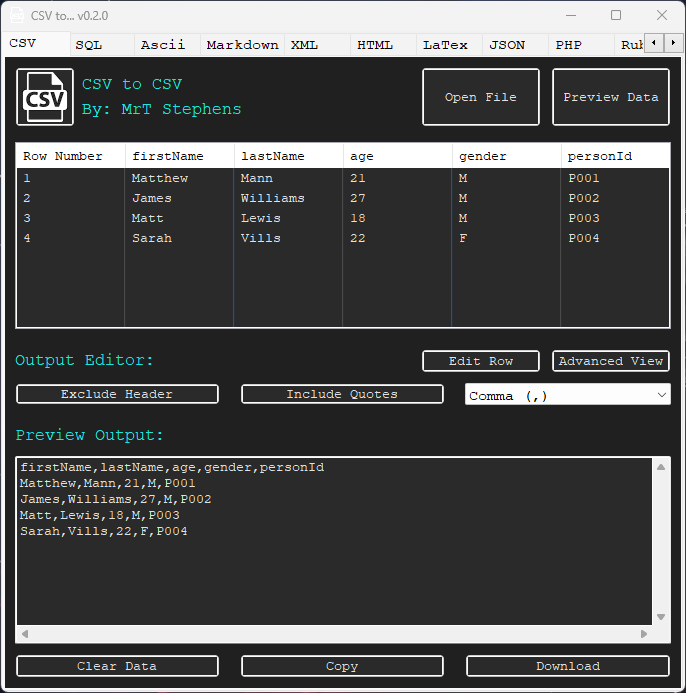 CSV to... v0.2.0
CSV SQL Ascii Markdown XML HTML LaTex JSON PHP Rub
CSV
CSV to CSV
By: MrT Stephens
Open File
Preview Data
Row Number firstName lastName age gender personId
1 Matthew Mann 21 M P001
2 James Williams 27 M P002
3 Matt Lewis 18 M P003
4 Sarah Vills 22 F P004
Output Editor:
Edit Row
Advanced View
Exclude Header
Include Quotes
Comma (,)
Preview Output:
firstName,lastName,age,gender,personId
Matthew,Mann,21,M,P001
James,Williams,27,M,P002
Matt,Lewis,18,M,P003
Sarah,Vills,22,F,P004
Clear Data
Copy
Download